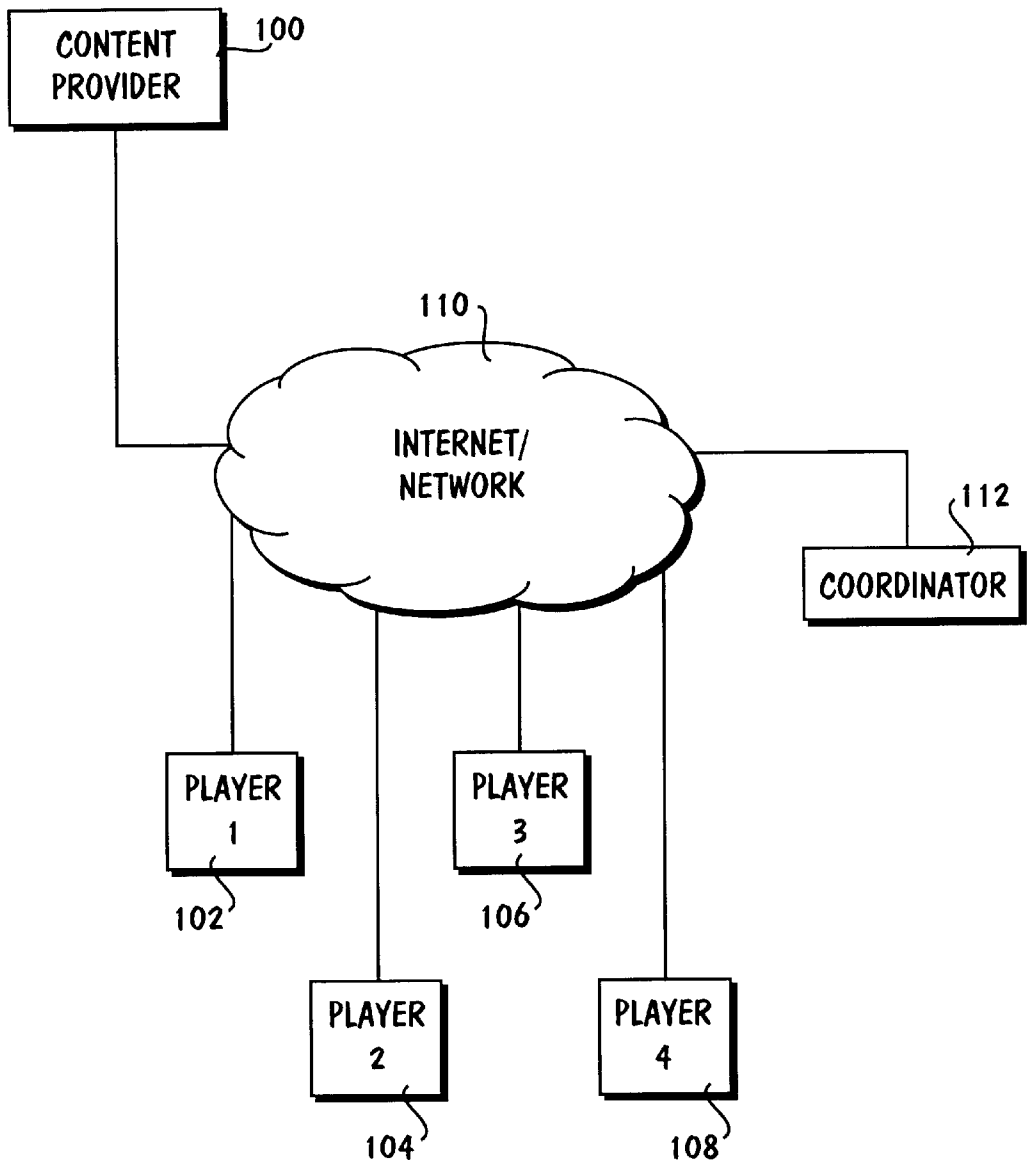 CONTENT
PROVIDER
100
110
INTERNET/
NETWORK
112
COORDINATOR
PLAYER
1
102
PLAYER
3
106
PLAYER
2
104
PLAYER
4
108